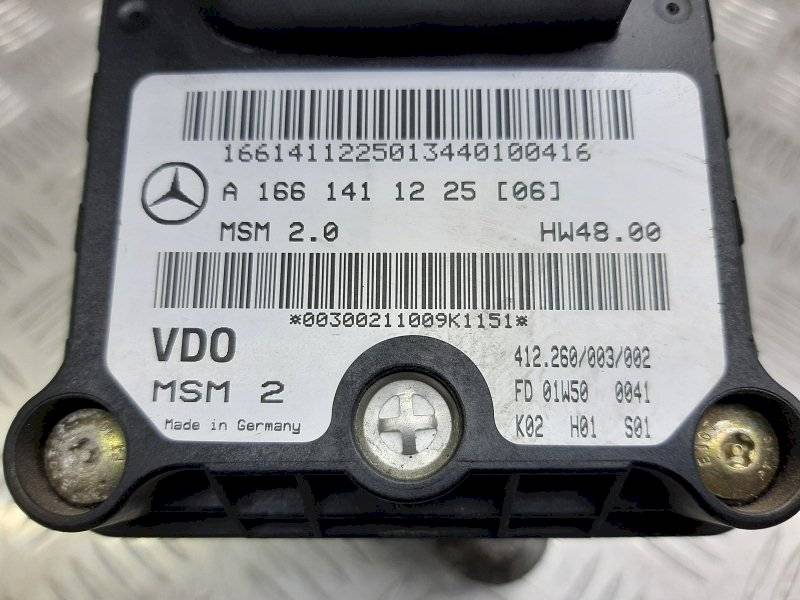 1661411225013440100416
A 166 141 12 25 [06]
MSM 2.0 HW48.00
*00300211009K1151*
VDO 412.260/003/002
MSM 2 FD 01W50 0041
Made in Germany K02 H01 S01